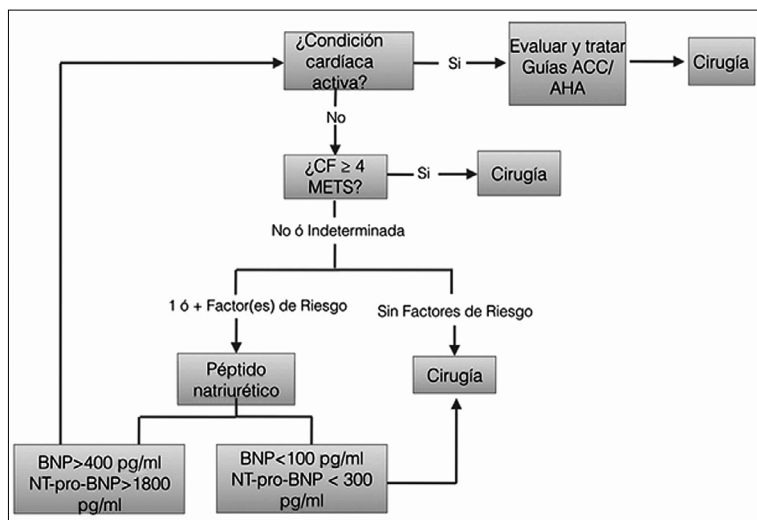 ¿Condición
cardíaca
activa?
Si
Evaluar y tratar
Guías ACC/
AHA
Cirugía
No
¿CF ≥ 4
METS?
Si
Cirugía
No ó Indeterminada
1 ó + Factor(es) de Riesgo
Sin Factores de Riesgo
Péptido
natriurético
Cirugía
BNP>400 pg/ml
NT-pro-BNP>1800
pg/ml
BNP<100 pg/ml
NT-pro-BNP < 300
pg/ml